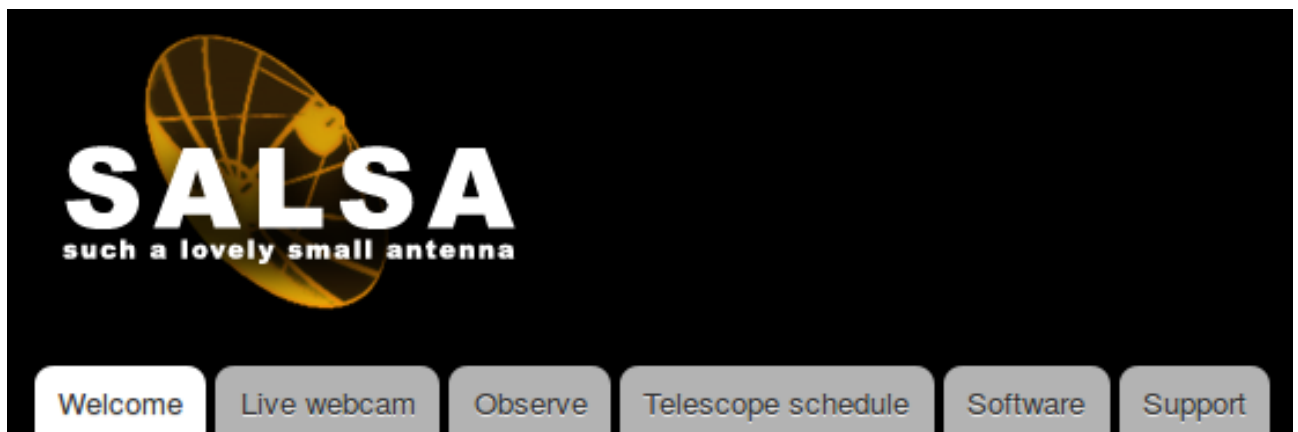 SALSA
such a lovely small antenna
Welcome Live webcam Observe Telescope schedule Software Support